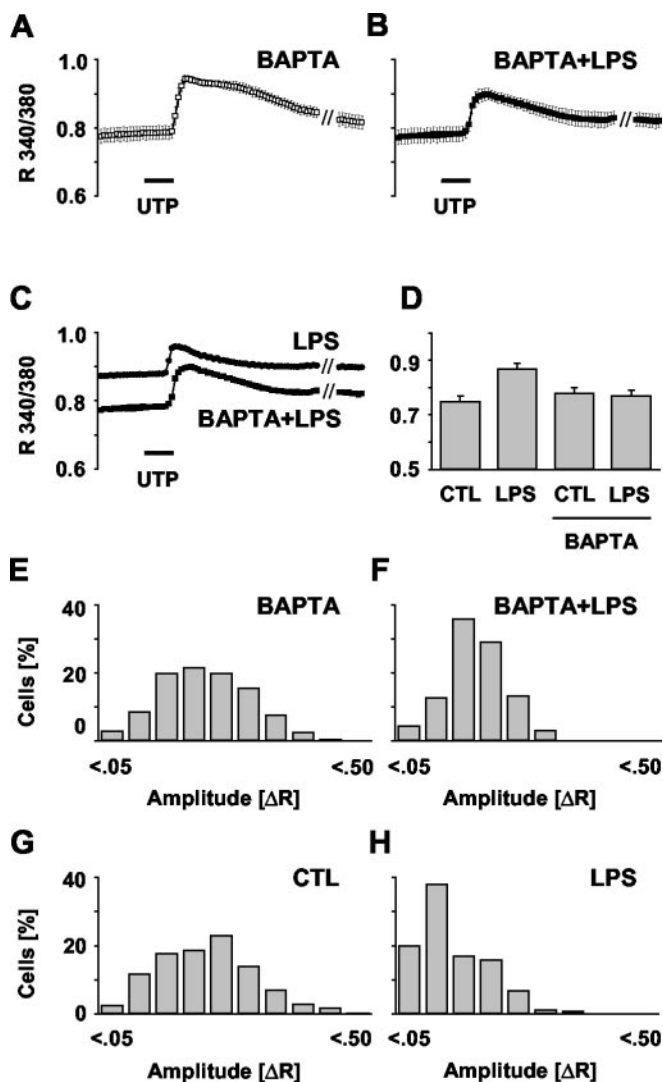 A
BAPTA
B
BAPTA+LPS
R 340/380
1.0
0.8
0.6
//
UTP
//
UTP
C
LPS
D
R 340/380
1.0
0.8
0.6
//
//
BAPTA+LPS
UTP
0.9
0.7
0.5
CTL LPS CTL LPS
BAPTA
E
BAPTA
F
BAPTA+LPS
Cells [%]
40
20
0
<.05 <.50
<.05 <.50
Amplitude [ΔR]
Amplitude [ΔR]
G
CTL
H
LPS
Cells [%]
40
20
0
<.05 <.50
<.05 <.50
Amplitude [ΔR]
Amplitude [ΔR]